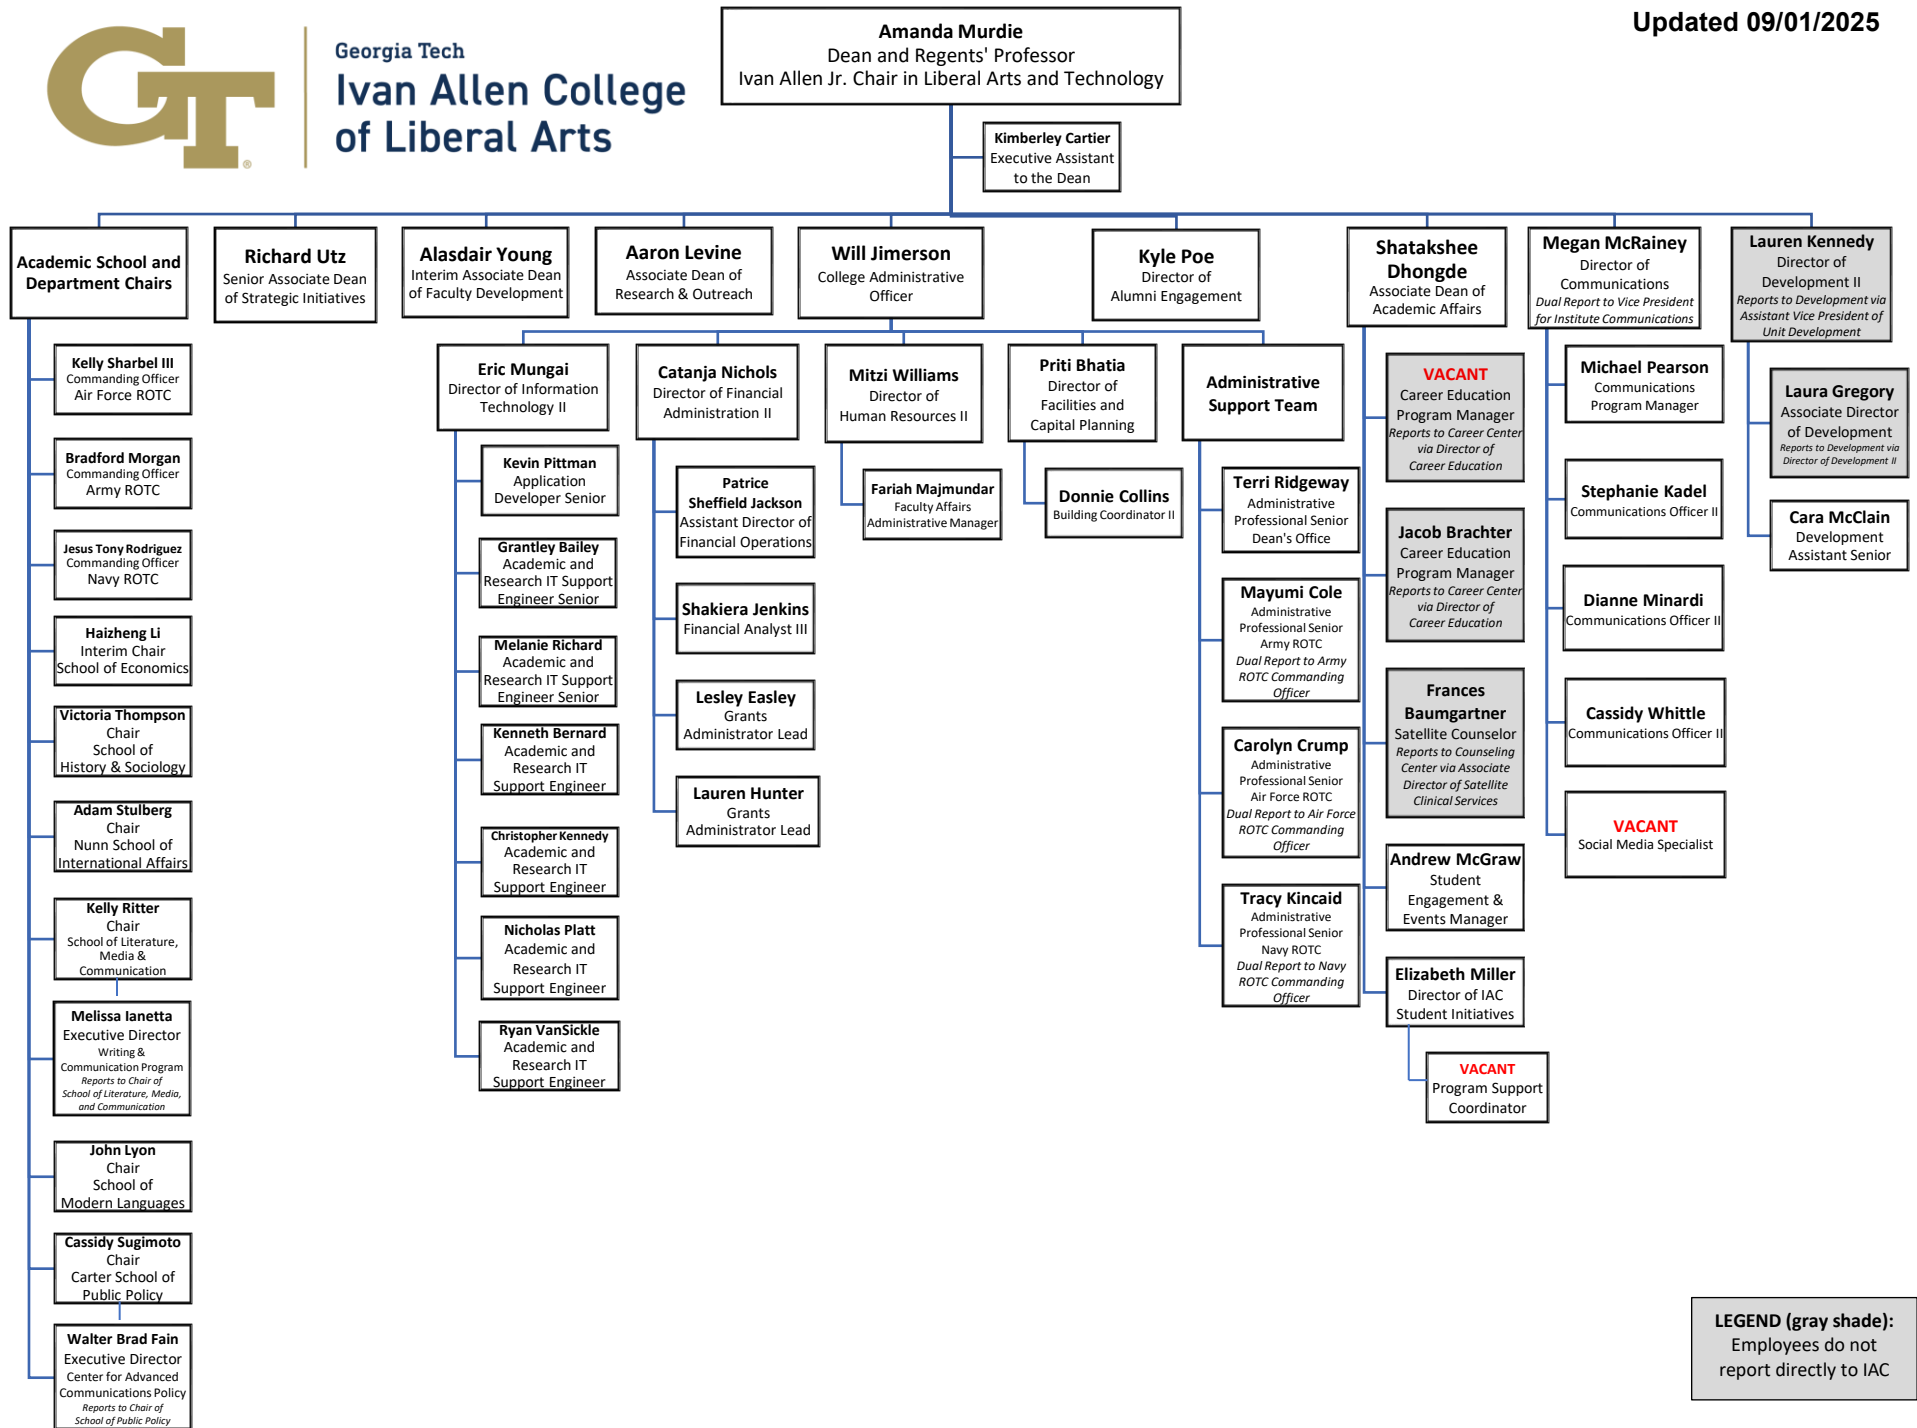 Updated 09/01/2025
GT
®
Georgia Tech
Ivan Allen College
of Liberal Arts
Amanda Murdie
Dean and Regents' Professor
Ivan Allen Jr. Chair in Liberal Arts and Technology
Kimberley Cartier
Executive Assistant
to the Dean
Academic School and
Department Chairs
Kelly Sharbel III
Commanding Officer
Air Force ROTC
Bradford Morgan
Commanding Officer
Army ROTC
Jesus Tony Rodriguez
Commanding Officer
Navy ROTC
Haizheng Li
Interim Chair
School of Economics
Victoria Thompson
Chair
School of
History & Sociology
Adam Stulberg
Chair
Nunn School of
International Affairs
Kelly Ritter
Chair
School of Literature,
Media &
Communication
Melissa Ianetta
Executive Director
Writing &
Communication Program
Reports to Chair of
School of Literature, Media,
and Communication
John Lyon
Chair
School of
Modern Languages
Cassidy Sugimoto
Chair
Carter School of
Public Policy
Walter Brad Fain
Executive Director
Center for Advanced
Communications Policy
Reports to Chair of
School of Public Policy
Richard Utz
Senior Associate Dean
of Strategic Initiatives
Alasdair Young
Interim Associate Dean
of Faculty Development
Aaron Levine
Associate Dean of
Research & Outreach
Will Jimerson
College Administrative
Officer
Eric Mungai
Director of Information
Technology II
Kevin Pittman
Application
Developer Senior
Grantley Bailey
Academic and
Research IT Support
Engineer Senior
Melanie Richard
Academic and
Research IT Support
Engineer Senior
Kenneth Bernard
Academic and
Research IT
Support Engineer
Christopher Kennedy
Academic and
Research IT
Support Engineer
Nicholas Platt
Academic and
Research IT
Support Engineer
Ryan VanSickle
Academic and
Research IT
Support Engineer
Catanja Nichols
Director of Financial
Administration II
Patrice
Sheffield Jackson
Assistant Director of
Financial Operations
Shakiera Jenkins
Financial Analyst III
Lesley Easley
Grants
Administrator Lead
Lauren Hunter
Grants
Administrator Lead
Mitzi Williams
Director of
Human Resources II
Fariah Majmundar
Faculty Affairs
Administrative Manager
Priti Bhatia
Director of
Facilities and
Capital Planning
Donnie Collins
Building Coordinator II
Administrative
Support Team
Terri Ridgeway
Administrative
Professional Senior
Dean's Office
Mayumi Cole
Administrative
Professional Senior
Army ROTC
Dual Report to Army
ROTC Commanding
Officer
Carolyn Crump
Administrative
Professional Senior
Air Force ROTC
Dual Report to Air Force
ROTC Commanding
Officer
Tracy Kincaid
Administrative
Professional Senior
Navy ROTC
Dual Report to Navy
ROTC Commanding
Officer
Kyle Poe
Director of
Alumni Engagement
Shatakshee
Dhongde
Associate Dean of
Academic Affairs
VACANT
Career Education
Program Manager
Reports to Career Center
via Director of
Career Education
Jacob Brachter
Career Education
Program Manager
Reports to Career Center
via Director of
Career Education
Frances
Baumgartner
Satellite Counselor
Reports to Counseling
Center via Associate
Director of Satellite
Clinical Services
Andrew McGraw
Student
Engagement &
Events Manager
Elizabeth Miller
Director of IAC
Student Initiatives
VACANT
Program Support
Coordinator
Megan McRainey
Director of
Communications
Dual Report to Vice President
for Institute Communications
Michael Pearson
Communications
Program Manager
Stephanie Kadel
Communications Officer II
Dianne Minardi
Communications Officer II
Cassidy Whittle
Communications Officer II
VACANT
Social Media Specialist
Lauren Kennedy
Director of
Development II
Reports to Development via
Assistant Vice President of
Unit Development
Laura Gregory
Associate Director
of Development
Reports to Development via
Director of Development II
Cara McClain
Development
Assistant Senior
LEGEND (gray shade):
Employees do not
report directly to IAC